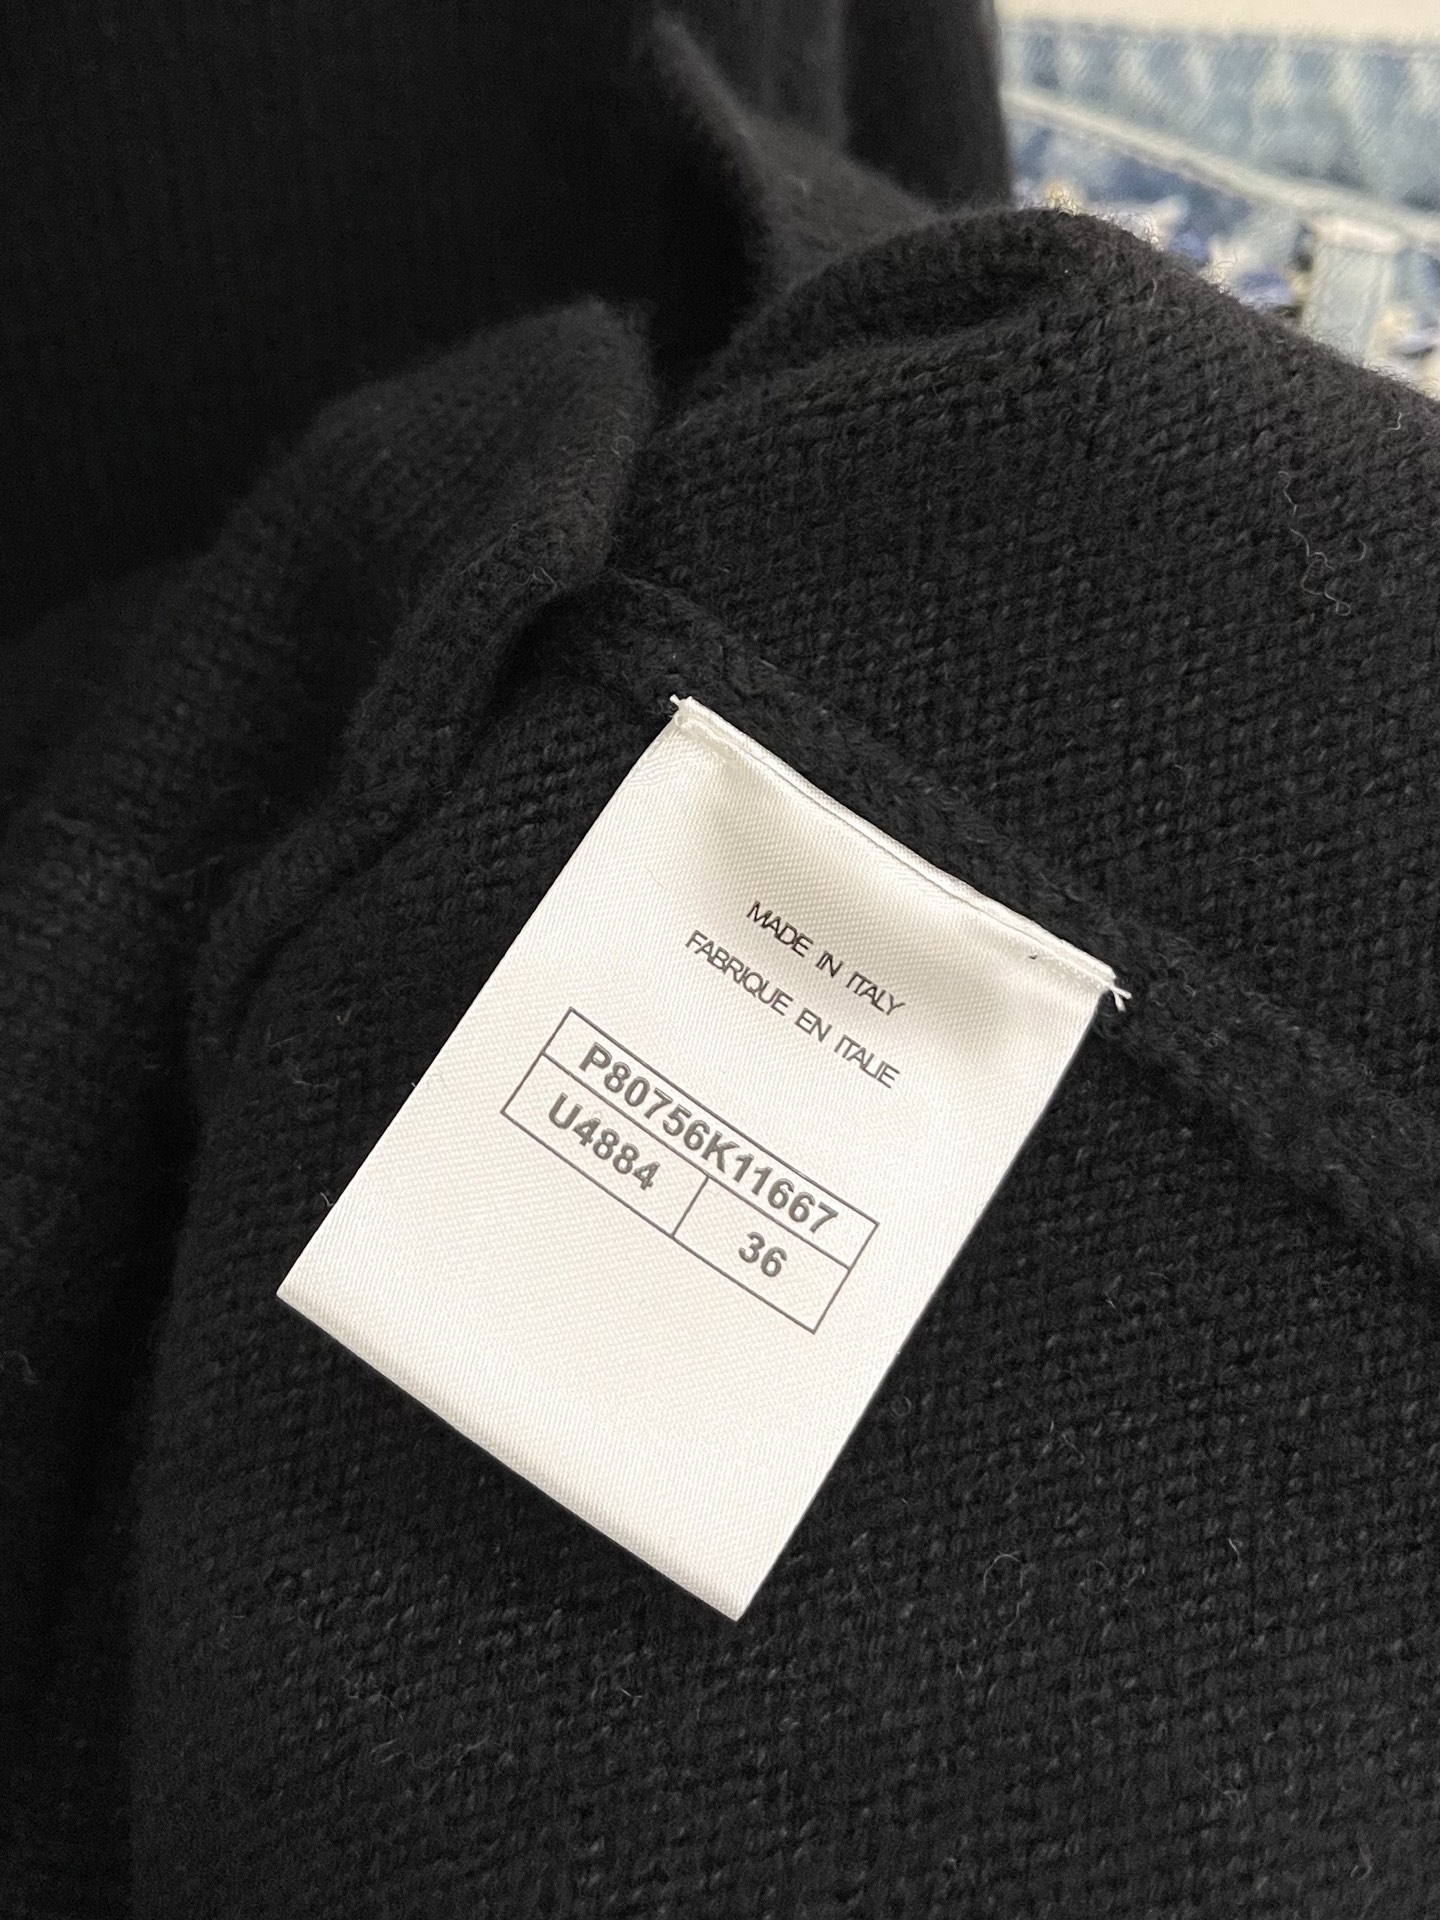 MADE IN ITALY
FABRIQUE EN ITALIE
P80756K11667
U4884 36